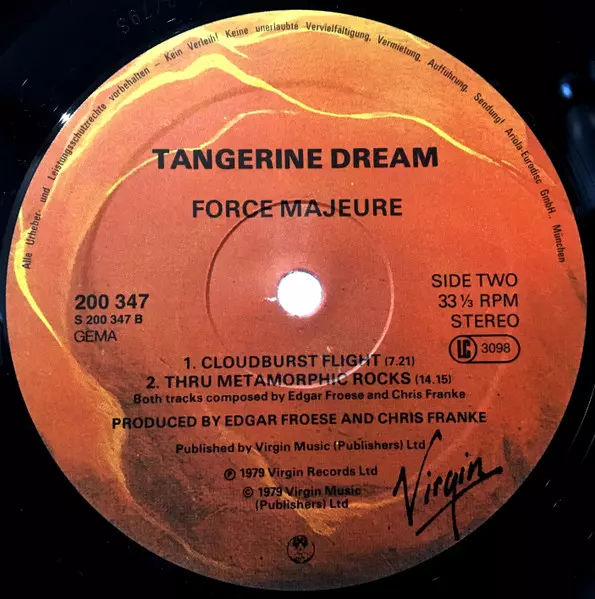 Alle Urheber- und Leistungsschutzrechte vorbehalten – Kein Verleih! Keine unerlaubte Vervielfältigung, Vermietung, Aufführung, Sendung! Ariola-Eurodisc GmbH., München
TANGERINE DREAM
FORCE MAJEURE
200 347
S 200 347 B
GEMA
SIDE TWO
33 ⅓ RPM
STEREO
LC 3098
1. CLOUDBURST FLIGHT (7.21)
2. THRU METAMORPHIC ROCKS (14.15)
Both tracks composed by Edgar Froese and Chris Franke
PRODUCED BY EDGAR FROESE AND CHRIS FRANKE
Published by Virgin Music (Publishers) Ltd
℗ 1979 Virgin Records Ltd
© 1979 Virgin Music
(Publishers) Ltd
Virgin